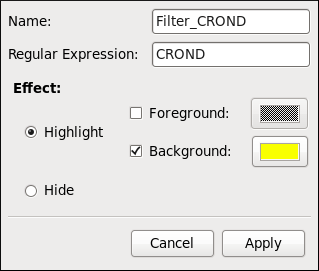 Name: Filter_CROND
Regular Expression: CROND
Effect:
Foreground:
Highlight
Background:
Hide
Cancel Apply